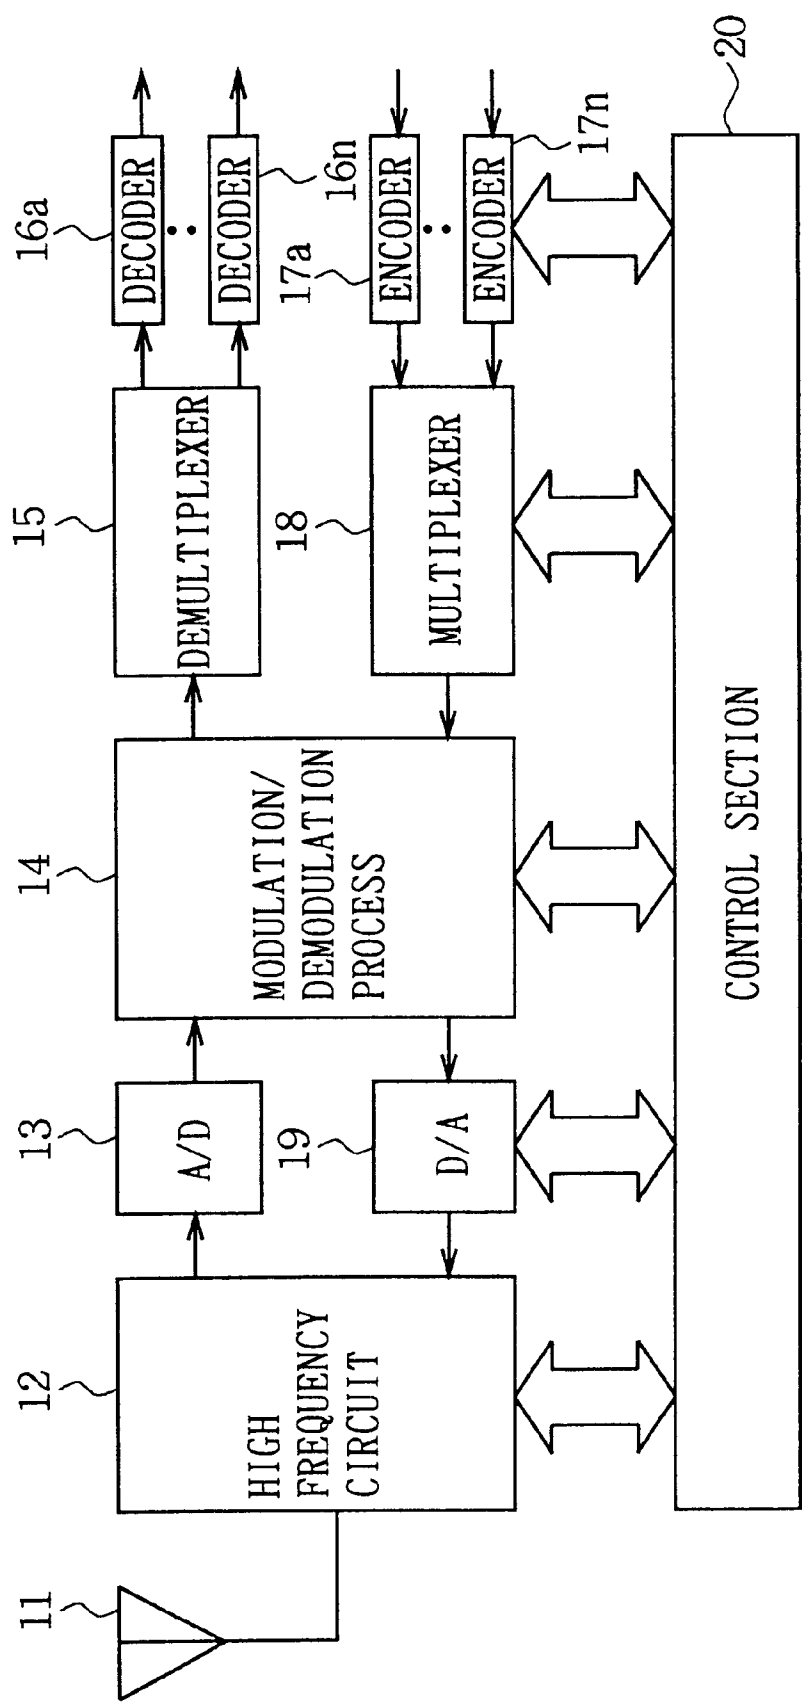 11
12
13
14
15
16a
16n
17a
17n
18
19
20
HIGH
FREQUENCY
CIRCUIT
A/D
D/A
MODULATION/
DEMODULATION
PROCESS
DEMULTIPLEXER
MULTIPLEXER
DECODER
DECODER
ENCODER
ENCODER
CONTROL SECTION